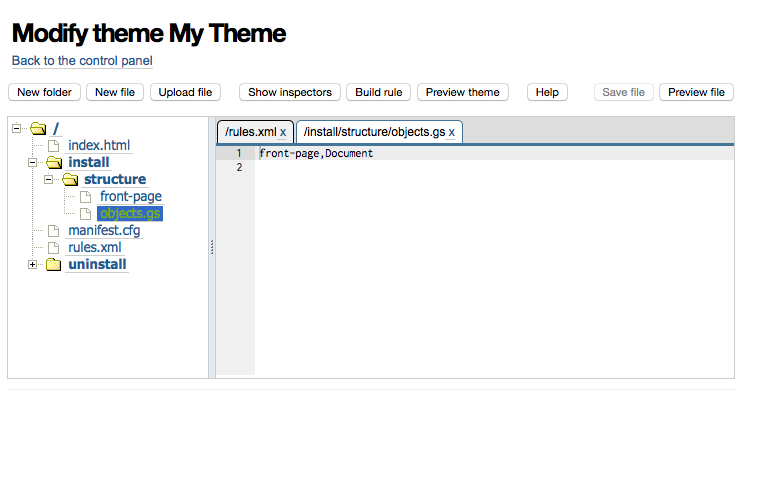 Modify theme My Theme
Back to the control panel
New folder New file Upload file Show inspectors Build rule Preview theme Help Save file Preview file
/
index.html
install
structure
front-page
objects.gs
manifest.cfg
rules.xml
uninstall
/rules.xml x /install/structure/objects.gs x
1 front-page,Document
2